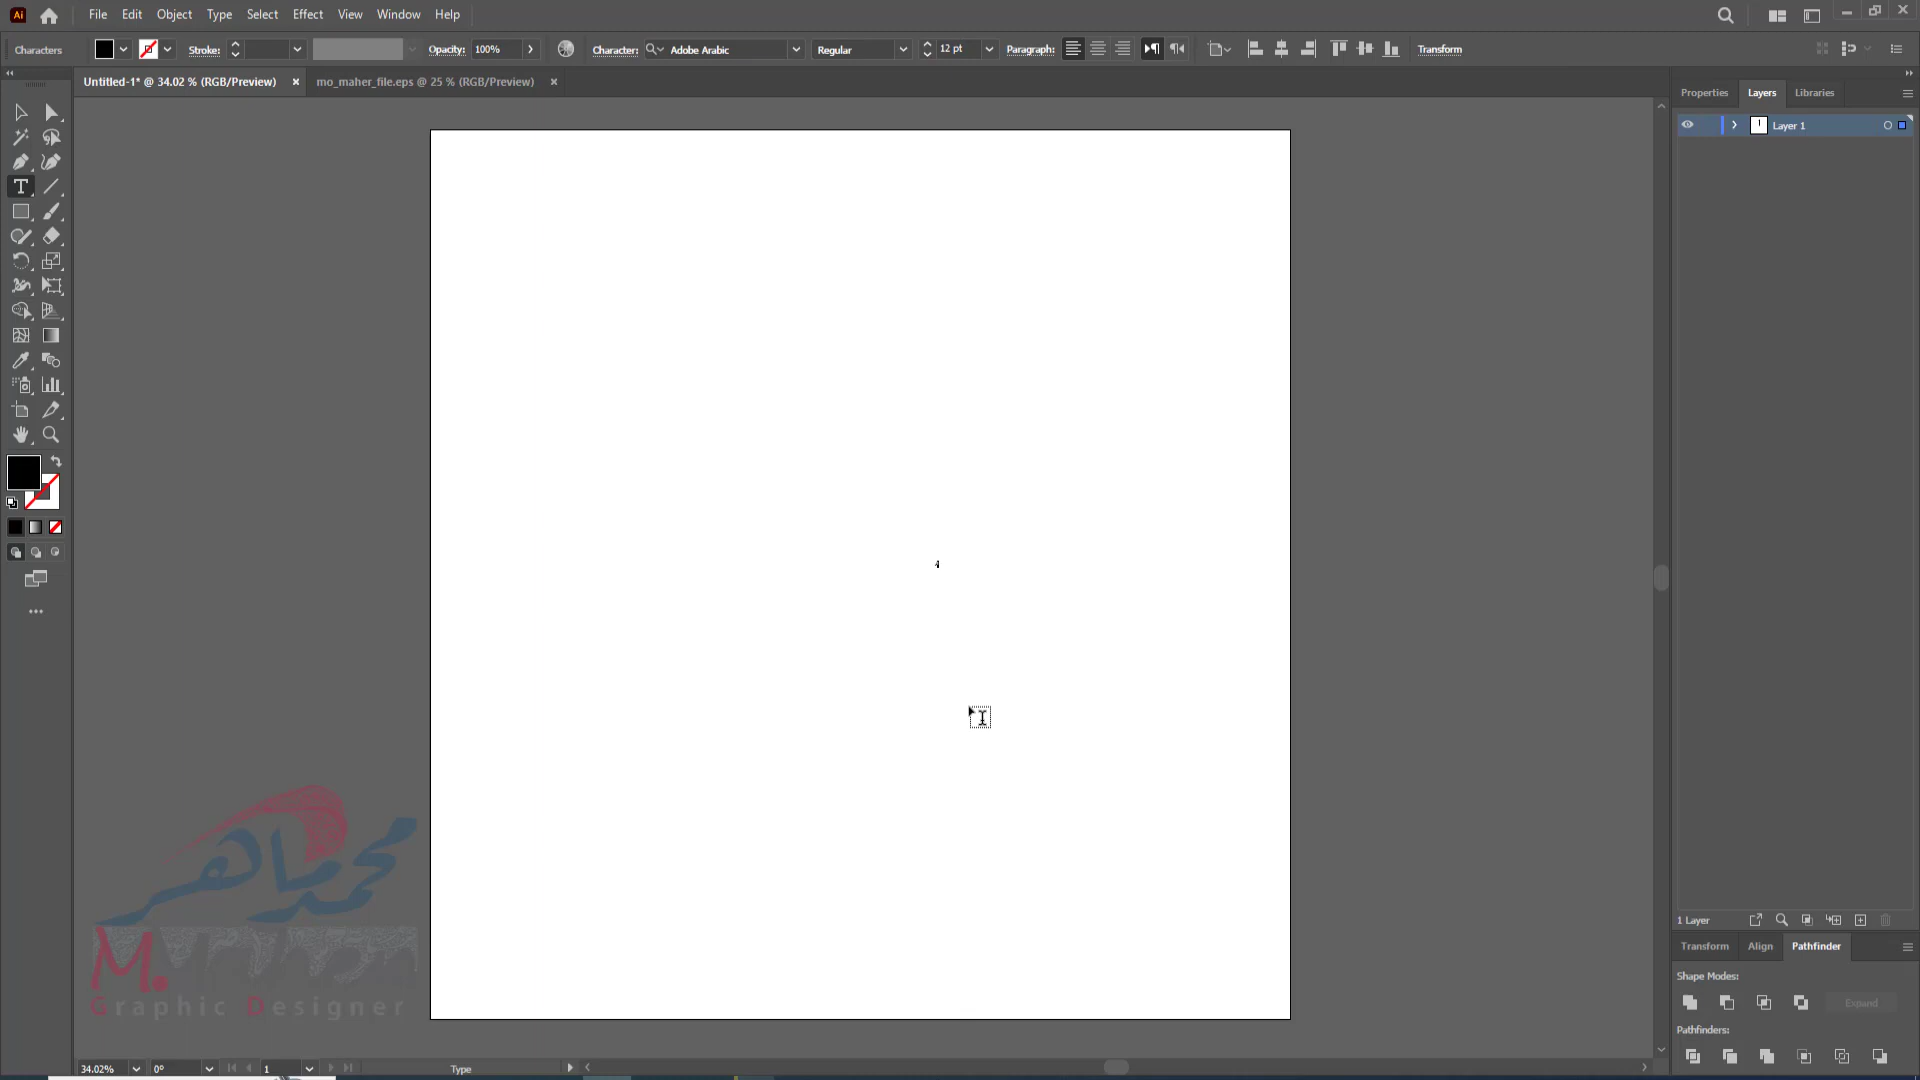 Ai File Edit Object Type Select Effect View Window Help
Characters Stroke: Opacity: 100% Character: Adobe Arabic Regular 12 pt Paragraph: Transform
Untitled-1* @ 34.02 % (RGB/Preview) × mo_maher_file.eps @ 25 % (RGB/Preview) ×
Properties Layers Libraries
Layer 1
محمد ماهر
M.
Graphic Designer
1 Layer
Transform Align Pathfinder
Shape Modes:
Expand
Pathfinders:
34.02% 0° 1 Type